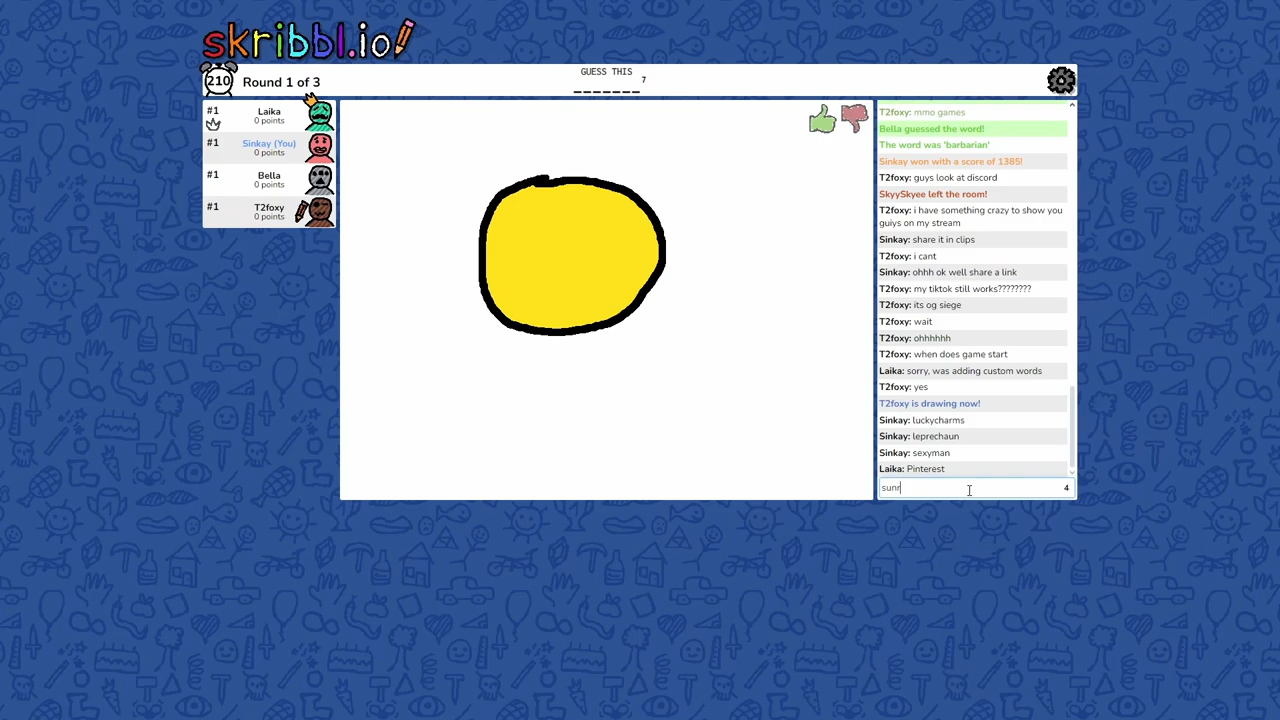 skribbl.io
210
Round 1 of 3
GUESS THIS
_______ 7
#1
Laika
0 points
#1
Sinkay (You)
0 points
#1
Bella
0 points
#1
T2foxy
0 points
T2foxy: mmo games
Bella guessed the word!
The word was 'barbarian'
Sinkay won with a score of 1385!
T2foxy: guys look at discord
SkyySkyee left the room!
T2foxy: i have something crazy to show you
guiys on my stream
Sinkay: share it in clips
T2foxy: i cant
Sinkay: ohhh ok well share a link
T2foxy: my tiktok still works????????
T2foxy: its og siege
T2foxy: wait
T2foxy: ohhhhhh
T2foxy: when does game start
Laika: sorry, was adding custom words
T2foxy: yes
T2foxy is drawing now!
Sinkay: luckycharms
Sinkay: leprechaun
Sinkay: sexyman
Laika: Pinterest
sunr 4